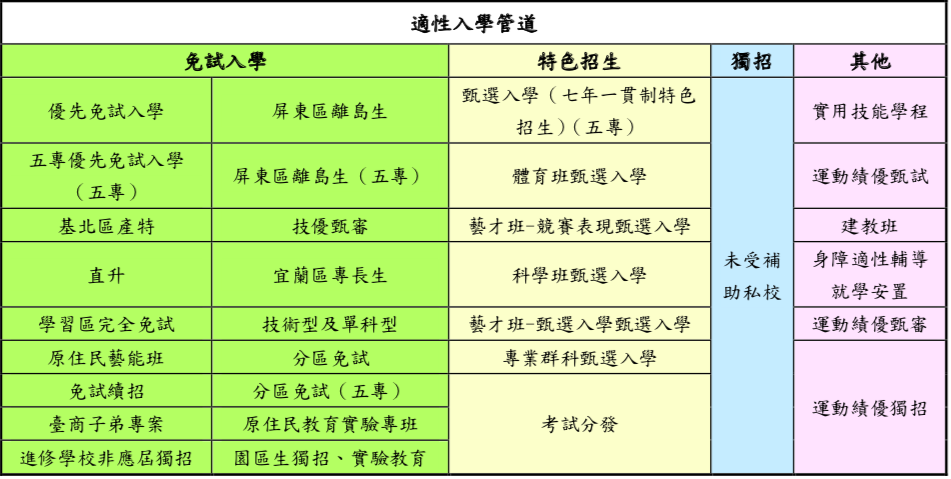 適性入學管道
免試入學
特色招生
獨招
其他
優先免試入學
屏東區離島生
甄選入學（七年一貫制特色
招生）(五專）
實用技能學程
五專優先免試入學
（五專）
屏東區離島生（五專）
體育班甄選入學
運動績優甄試
基北區產特
技優甄審
藝才班-競賽表現甄選入學
建教班
直升
宜蘭區專長生
科學班甄選入學
未受補
助私校
身障適性輔導
就學安置
學習區完全免試
技術型及單科型
藝才班-甄選入學甄選入學
運動績優甄審
原住民藝能班
分區免試
專業群科甄選入學
免試續招
分區免試（五專）
考試分發
運動績優獨招
臺商子弟專案
原住民教育實驗專班
進修學校非應屆獨招
園區生獨招、實驗教育